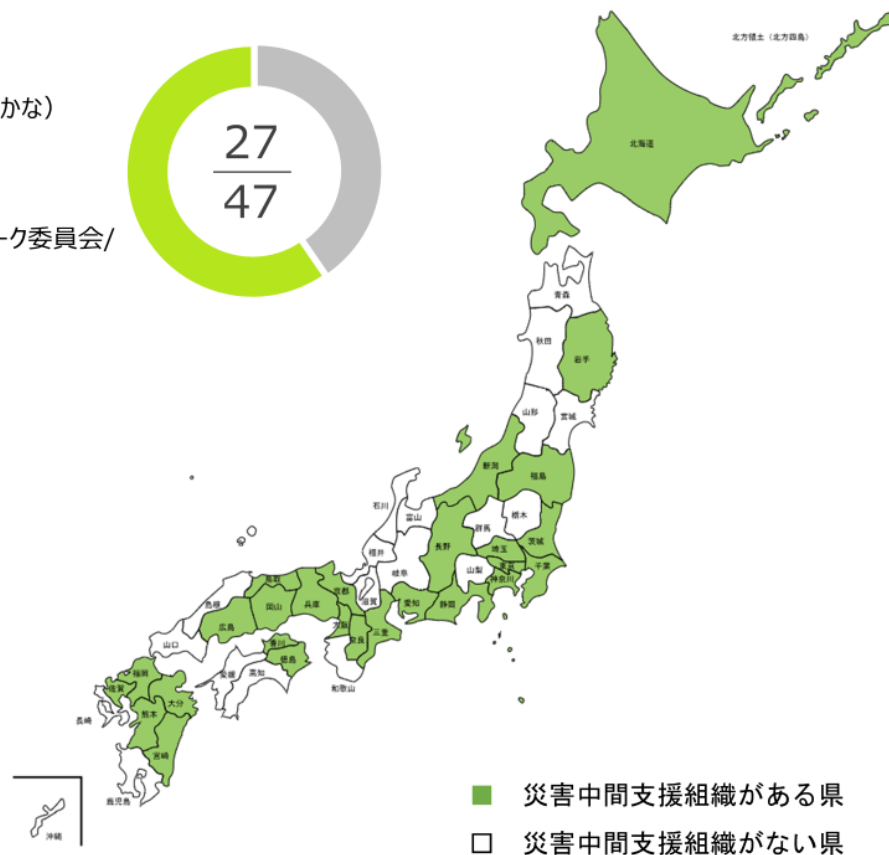 かな）
ーク委員会/
27
47
北方領土（北方四島）
北海道
青森
秋田
岩手
山形
宮城
新潟
福島
石川
富山
群馬
栃木
茨城
福井
長野
埼玉
東京
千葉
岐阜
山梨
神奈川
滋賀
愛知
静岡
鳥取
京都
島根
岡山
兵庫
広島
大阪
奈良
三重
山口
香川
徳島
愛媛
高知
和歌山
福岡
佐賀
大分
長崎
熊本
宮崎
鹿児島
沖縄
災害中間支援組織がある県
災害中間支援組織がない県